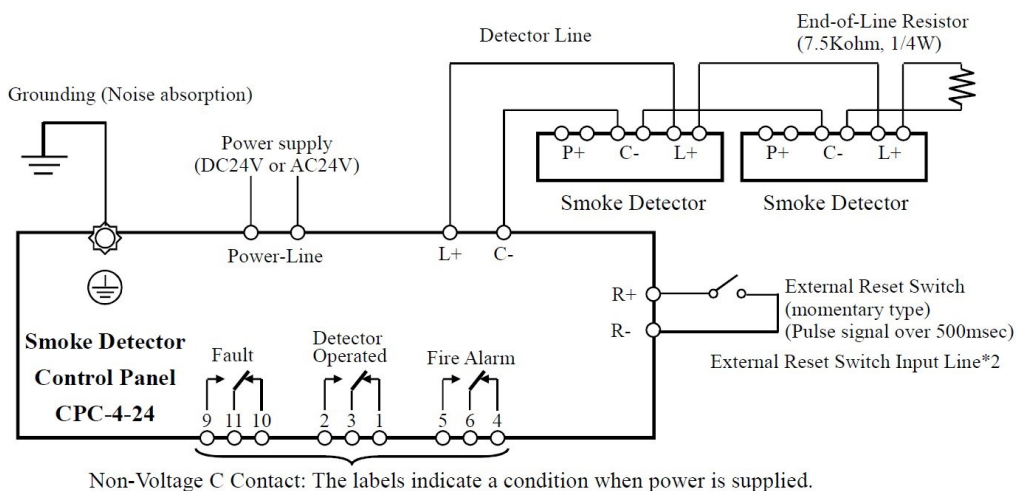 End-of-Line Resistor
(7.5Kohm, 1/4W)
Detector Line
Grounding (Noise absorption)
Power supply
(DC24V or AC24V)
P+ C- L+
P+ C- L+
Smoke Detector
Smoke Detector
Power-Line
L+ C-
R+
R-
External Reset Switch
(momentary type)
(Pulse signal over 500msec)
External Reset Switch Input Line*2
Smoke Detector
Control Panel
CPC-4-24
Fault
Detector
Operated
Fire Alarm
9 11 10
2 3 1
5 6 4
Non-Voltage C Contact: The labels indicate a condition when power is supplied.